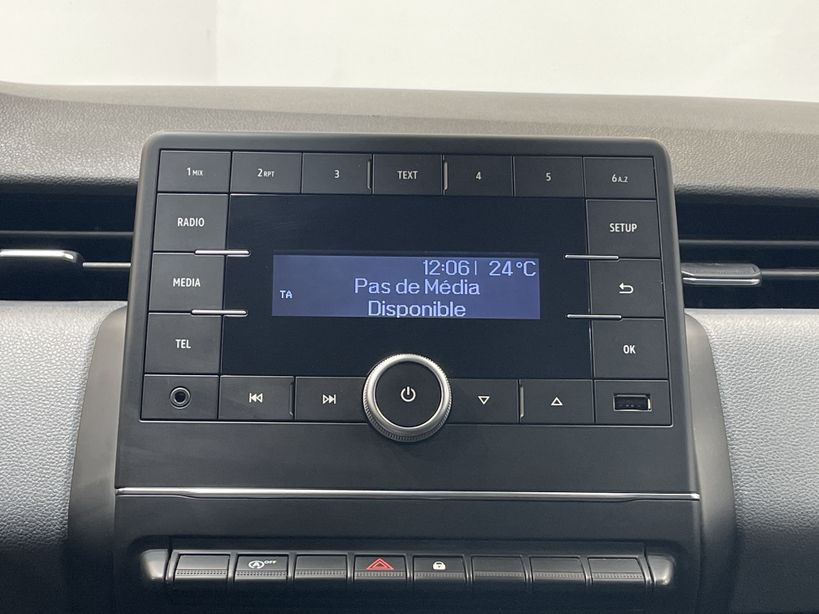 1 MIX 2 RPT 3 TEXT 4 5 6 A.Z
RADIO SETUP
12:06 24°C
MEDIA Pas de Média
TA
Disponible
TEL OK
A OFF